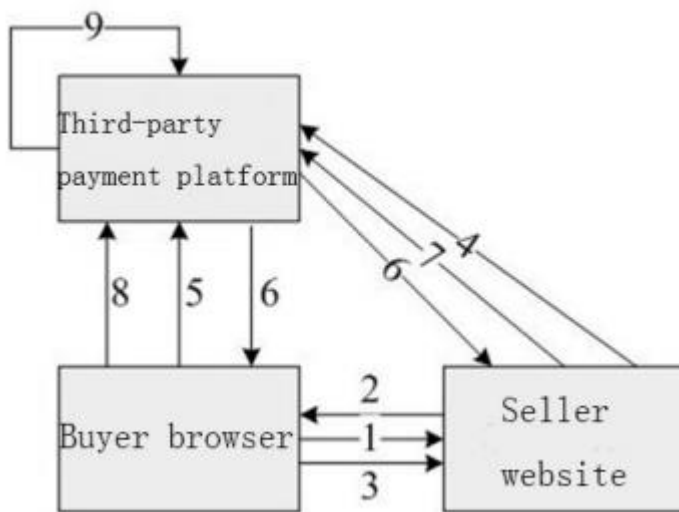 9
Third-party
payment platform
8
5
6
6
7
4
Buyer browser
2
1
3
Seller
website